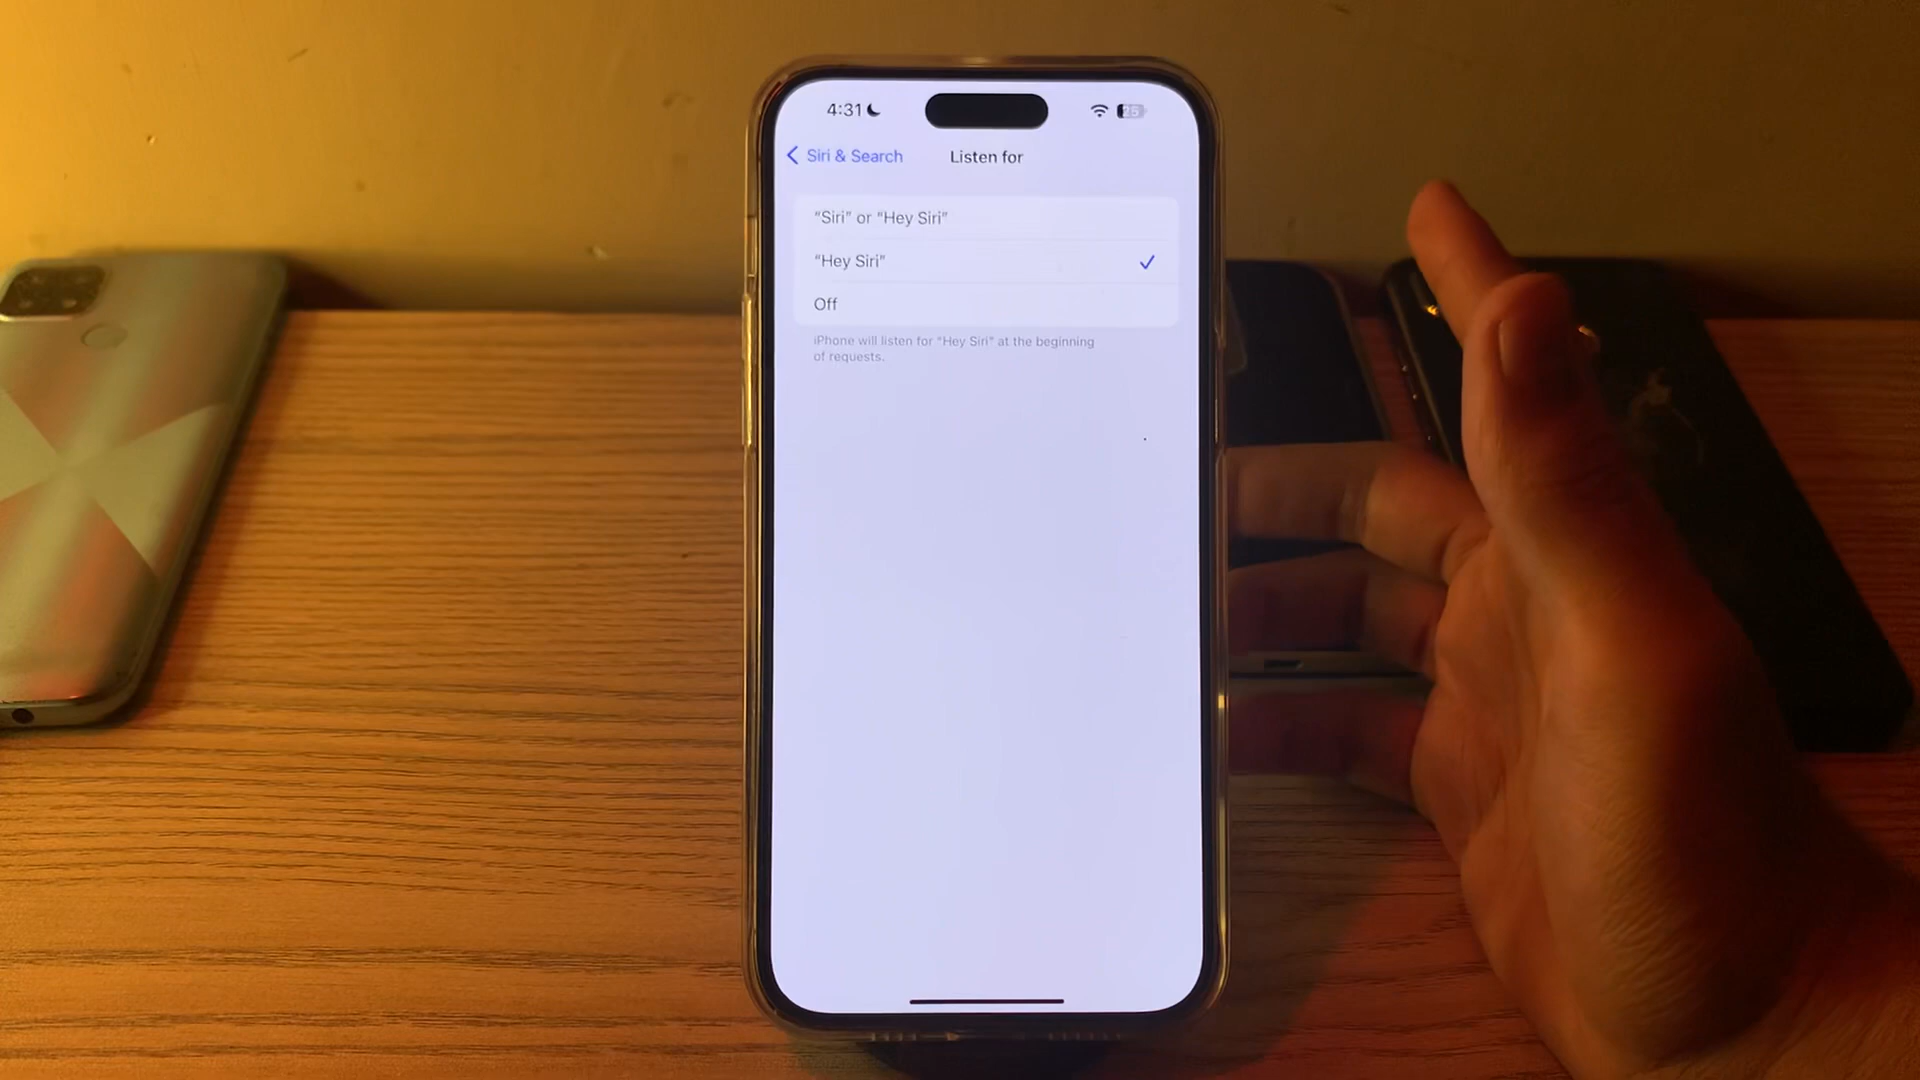 4:31
25
Siri & Search
Listen for
“Siri” or “Hey Siri”
“Hey Siri”
Off
iPhone will listen for “Hey Siri” at the beginning
of requests.